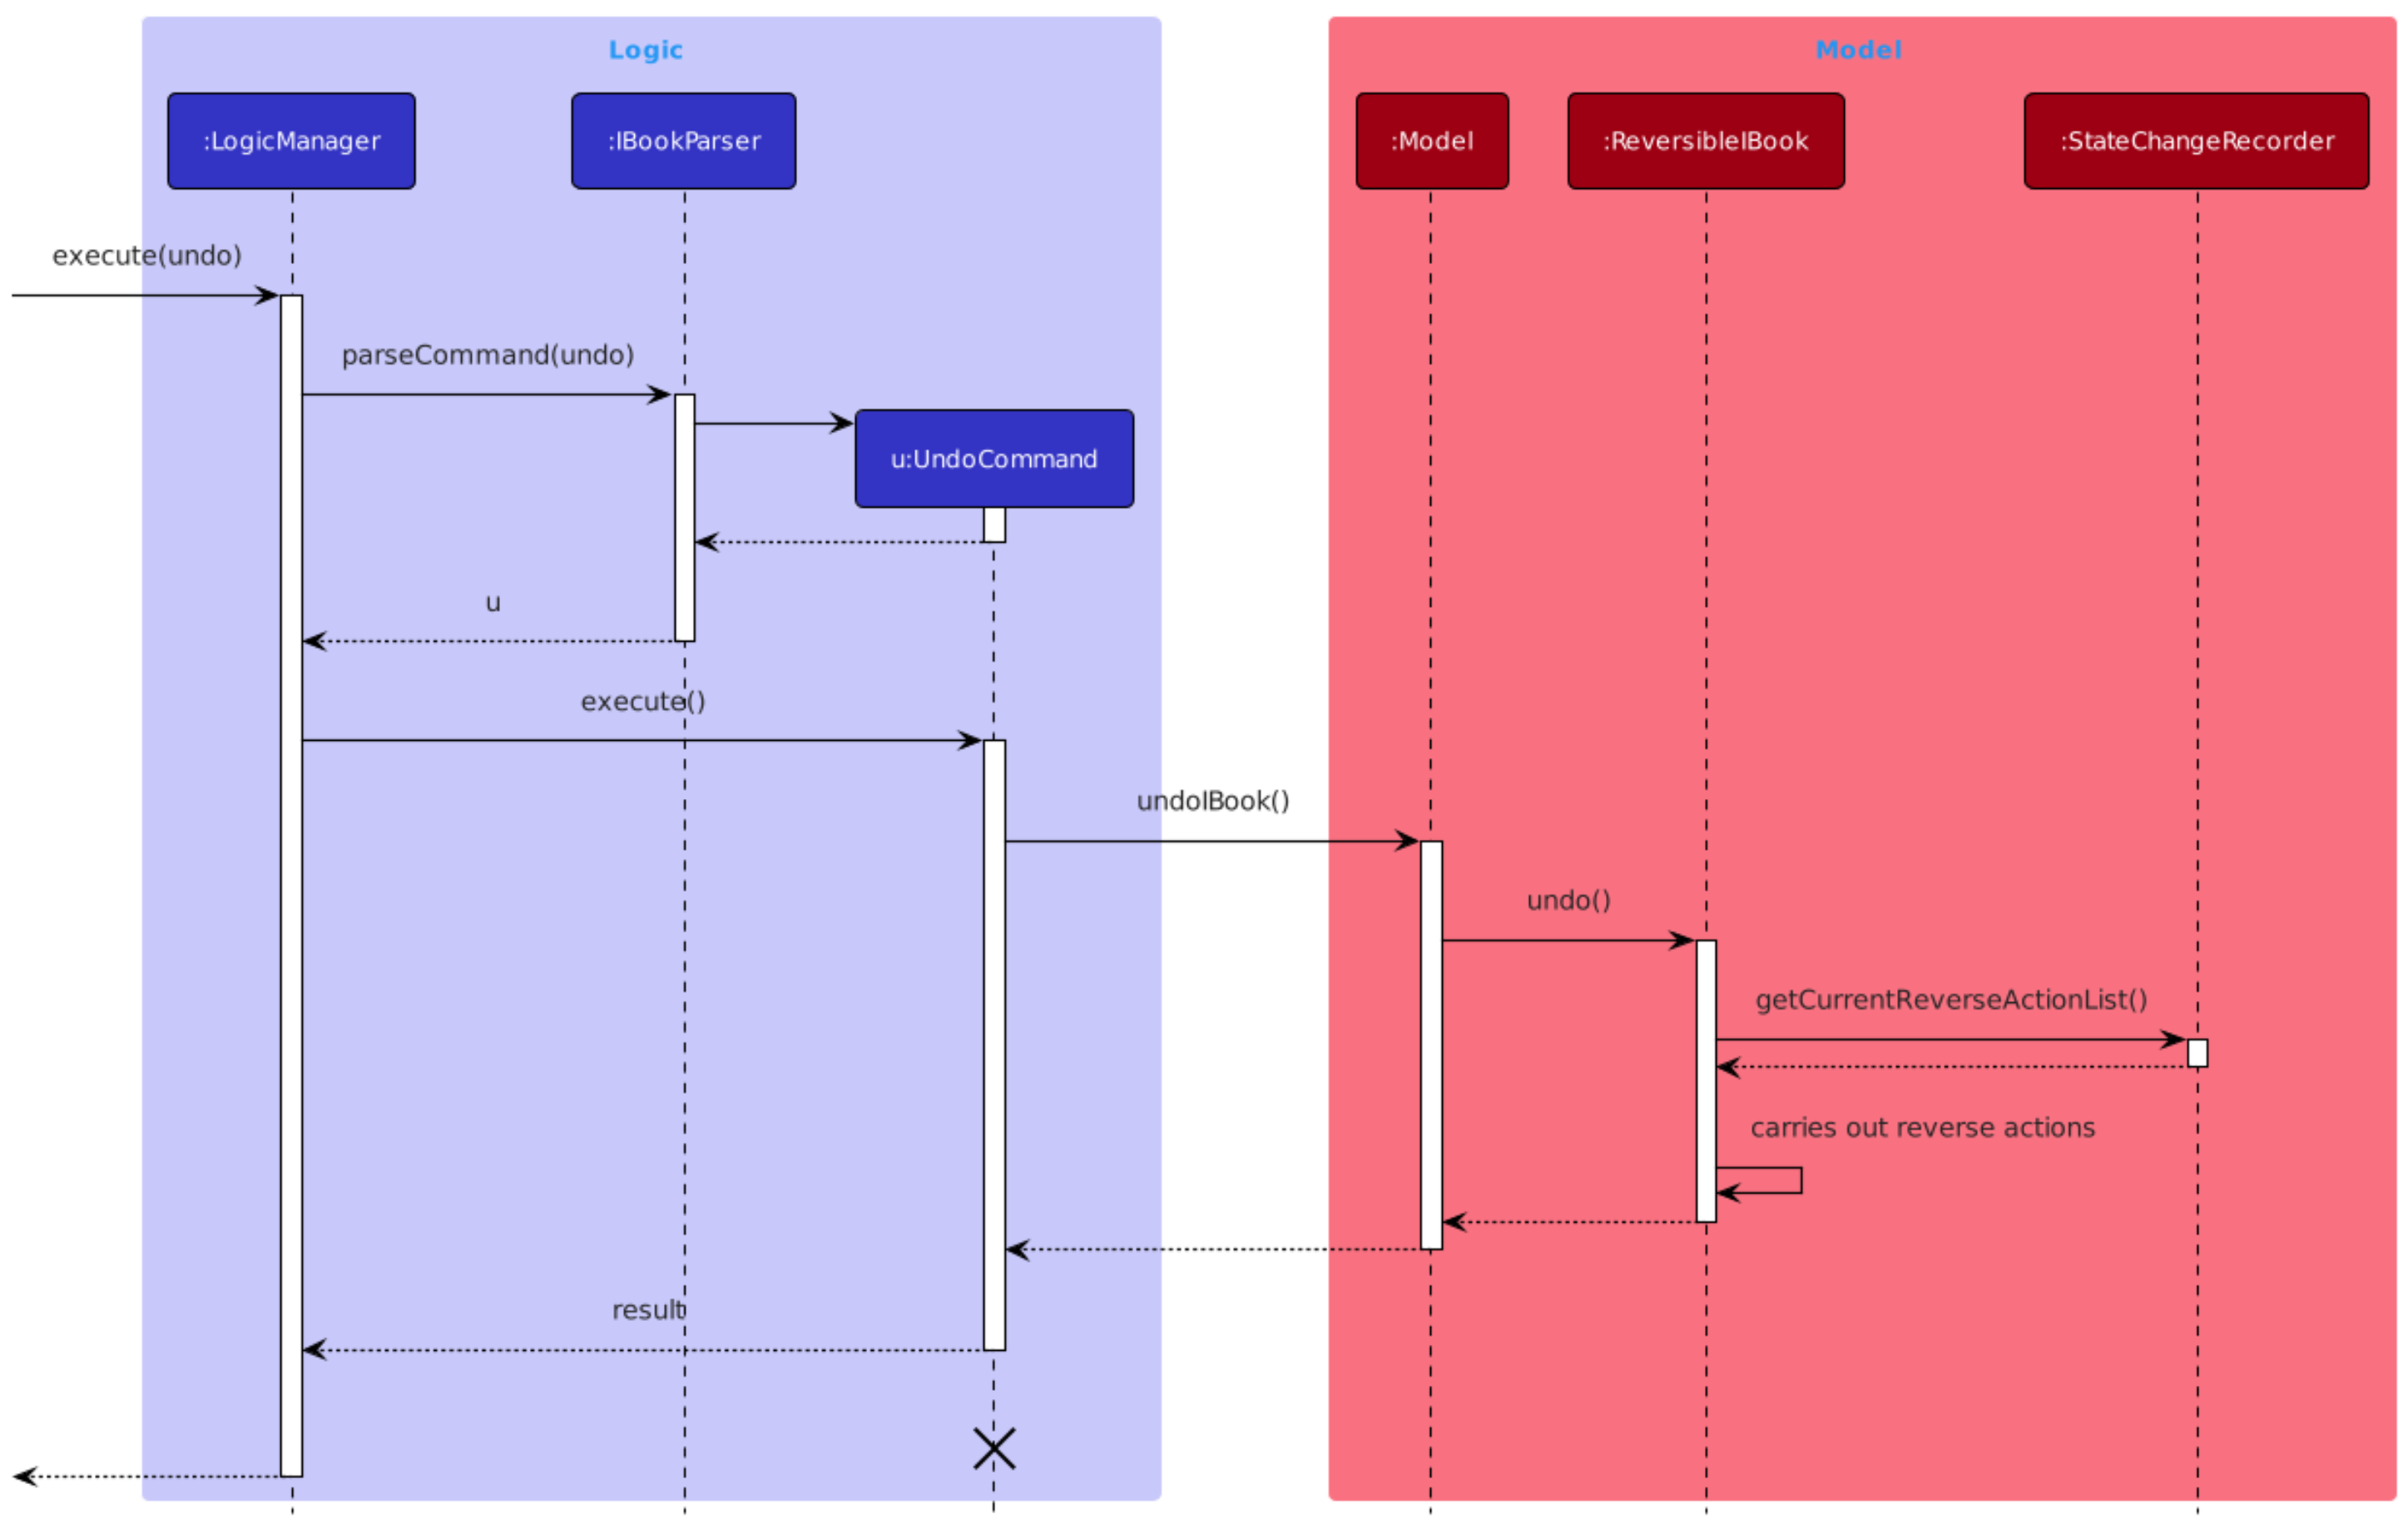 Logic
Model
:LogicManager
:IBookParser
:Model
:ReversibleIBook
:StateChangeRecorder
execute(undo)
parseCommand(undo)
u:UndoCommand
u
execute()
undoIBook()
undo()
getCurrentReverseActionList()
carries out reverse actions
result